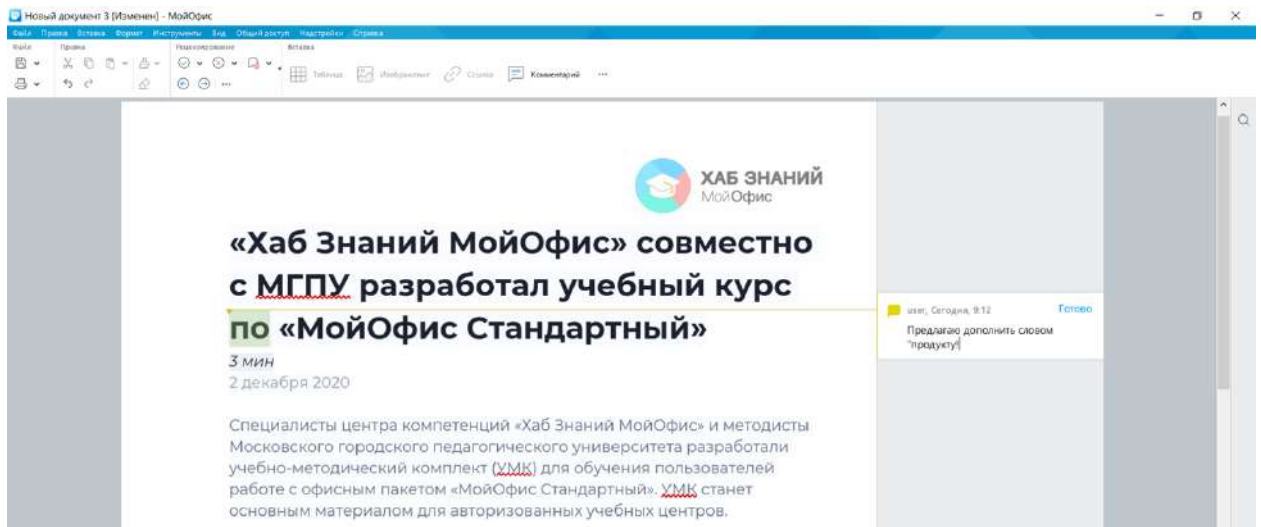 Новый документ 3 [Изменен] - МойОфис
Файл Правка Вставка Формат Инструменты Вид Общий доступ Надстройки Справка
Файл Правка Рецензирование Вставка
Таблица Изображение Ссылка Комментарий
ХАБ ЗНАНИЙ
МойОфис
«Хаб Знаний МойОфис» совместно
с МГПУ разработал учебный курс
по «МойОфис Стандартный»
3 мин
2 декабря 2020
user, Сегодня, 9:12 Готово
Предлагаю дополнить словом
"продукту"
Специалисты центра компетенций «Хаб Знаний МойОфис» и методисты
Московского городского педагогического университета разработали
учебно-методический комплект (УМК) для обучения пользователей
работе с офисным пакетом «МойОфис Стандартный». УМК станет
основным материалом для авторизованных учебных центров.